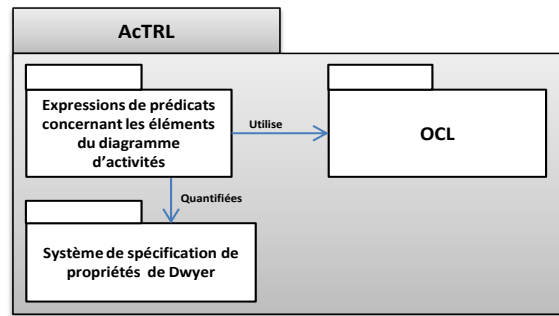 AcTRL
Expressions de prédicats
concernant les éléments
du diagramme
d’activités
Utilise
OCL
Quantifiées
Système de spécification de
propriétés de Dwyer